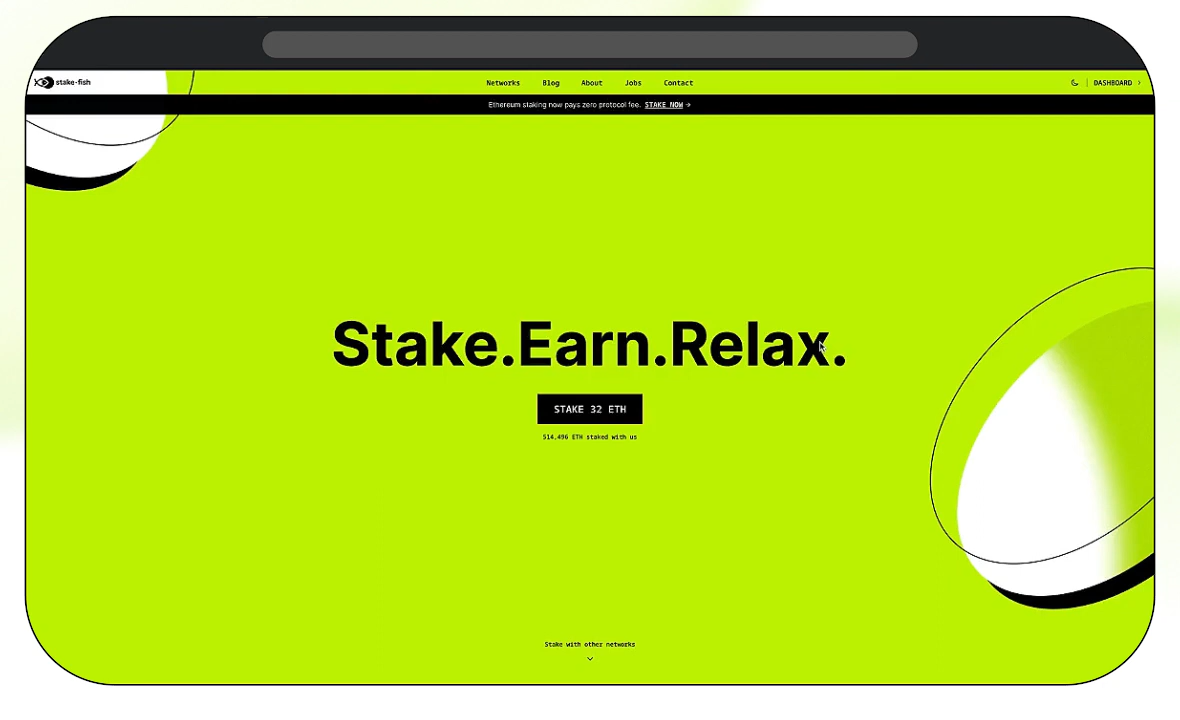 stake·fish
Networks Blog About Jobs Contact
DASHBOARD >
Ethereum staking now pays zero protocol fee. STAKE NOW →
Stake.Earn.Relax.
STAKE 32 ETH
514,496 ETH staked with us
Stake with other networks